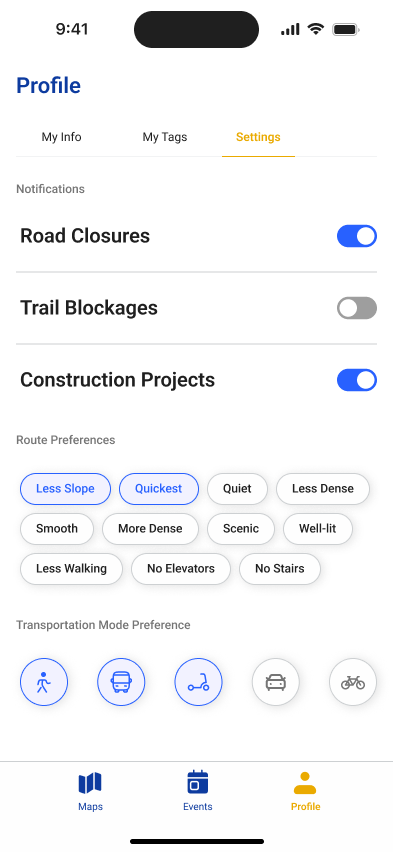 9:41
Profile
My Info My Tags Settings
Notifications
Road Closures
Trail Blockages
Construction Projects
Route Preferences
Less Slope Quickest Quiet Less Dense
Smooth More Dense Scenic Well-lit
Less Walking No Elevators No Stairs
Transportation Mode Preference
Maps Events Profile